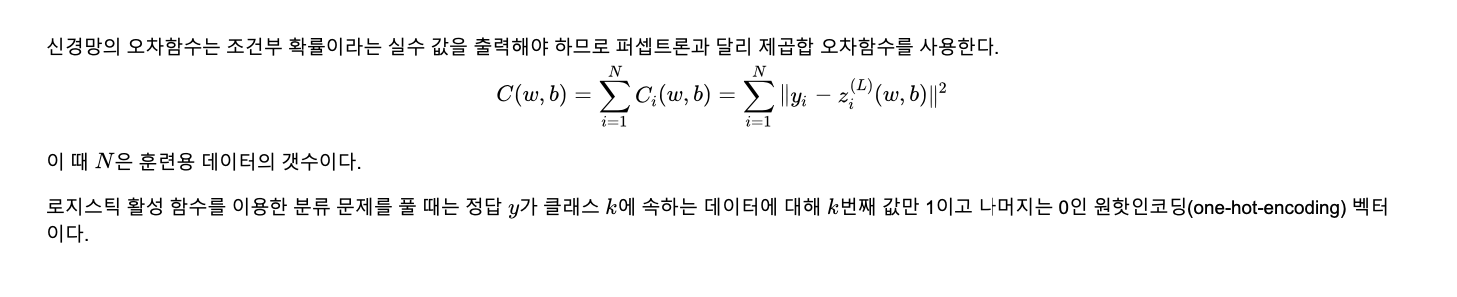 신경망의 오차함수는 조건부 확률이라는 실수 값을 출력해야 하므로 퍼셉트론과 달리 제곱합 오차함수를 사용한다.
$$C(w, b) = \sum_{i=1}^{N} C_i(w, b) = \sum_{i=1}^{N} \| y_i - z_i^{(L)}(w, b) \|^2$$
이 때 $N$은 훈련용 데이터의 갯수이다.
로지스틱 활성 함수를 이용한 분류 문제를 풀 때는 정답 $y$가 클래스 $k$에 속하는 데이터에 대해 $k$번째 값만 1이고 나머지는 0인 원핫인코딩(one-hot-encoding) 벡터
이다.